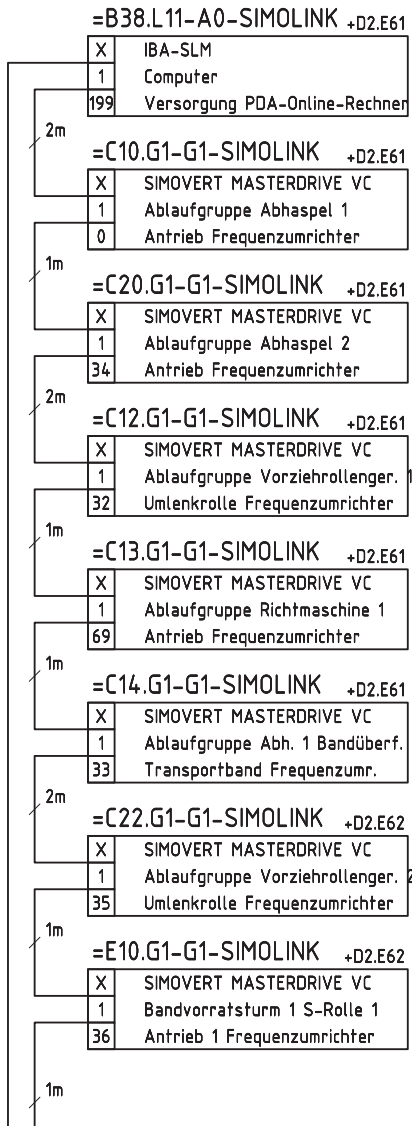 =B38.L11-A0-SIMOLINK +D2.E61
X IBA-SLM
1 Computer
199 Versorgung PDA-Online-Rechner
2m
=C10.G1-G1-SIMOLINK +D2.E61
X SIMOVERT MASTERDRIVE VC
1 Ablaufgruppe Abhaspel 1
0 Antrieb Frequenzumrichter
1m
=C20.G1-G1-SIMOLINK +D2.E61
X SIMOVERT MASTERDRIVE VC
1 Ablaufgruppe Abhaspel 2
34 Antrieb Frequenzumrichter
2m
=C12.G1-G1-SIMOLINK +D2.E61
X SIMOVERT MASTERDRIVE VC
1 Ablaufgruppe Vorziehrollenger. 1
32 Umlenkrolle Frequenzumrichter
1m
=C13.G1-G1-SIMOLINK +D2.E61
X SIMOVERT MASTERDRIVE VC
1 Ablaufgruppe Richtmaschine 1
69 Antrieb Frequenzumrichter
1m
=C14.G1-G1-SIMOLINK +D2.E61
X SIMOVERT MASTERDRIVE VC
1 Ablaufgruppe Abh. 1 Bandüberf.
33 Transportband Frequenzumr.
2m
=C22.G1-G1-SIMOLINK +D2.E62
X SIMOVERT MASTERDRIVE VC
1 Ablaufgruppe Vorziehrollenger. 2
35 Umlenkrolle Frequenzumrichter
1m
=E10.G1-G1-SIMOLINK +D2.E62
X SIMOVERT MASTERDRIVE VC
1 Bandvorratsturm 1 S-Rolle 1
36 Antrieb 1 Frequenzumrichter
1m